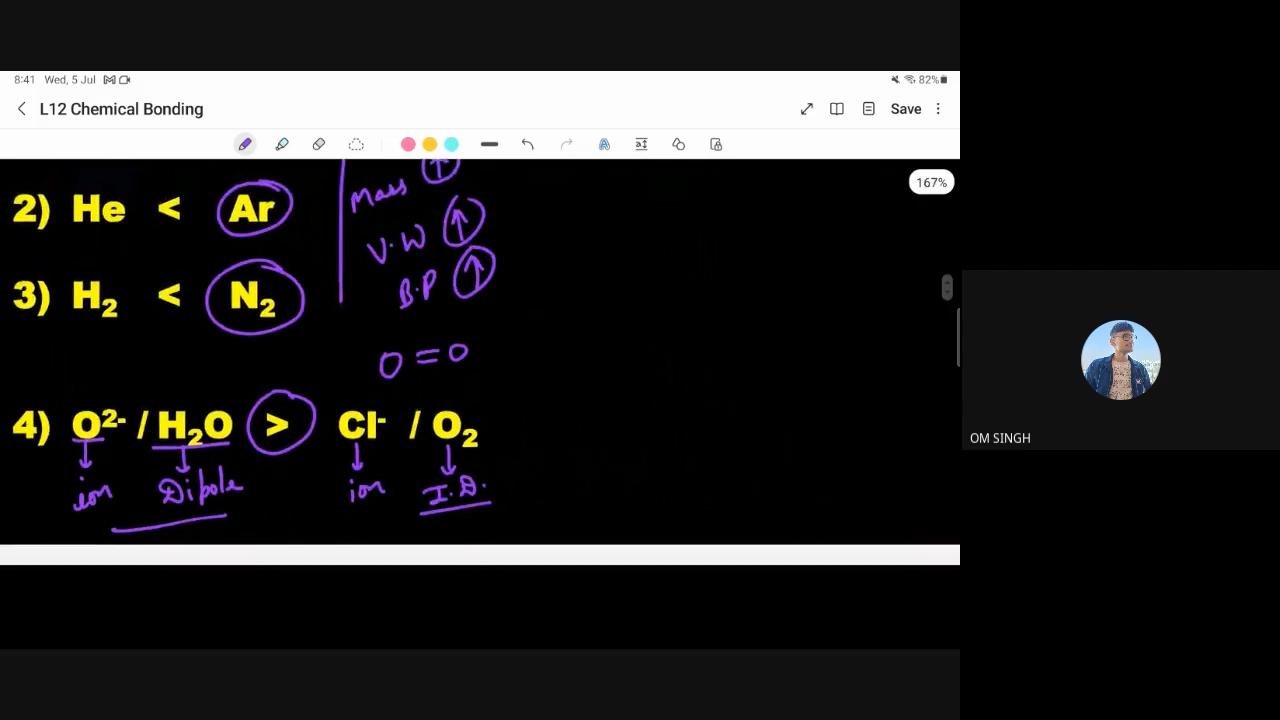 8:41 Wed, 5 Jul 82%
L12 Chemical Bonding
Save
167%
Mass ↑
2) He < Ar
V.W ↑
B.P ↑
3) H₂ < N₂
O = O
4) O²⁻ / H₂O > Cl⁻ / O₂
ion Dipole ion I.D.
OM SINGH